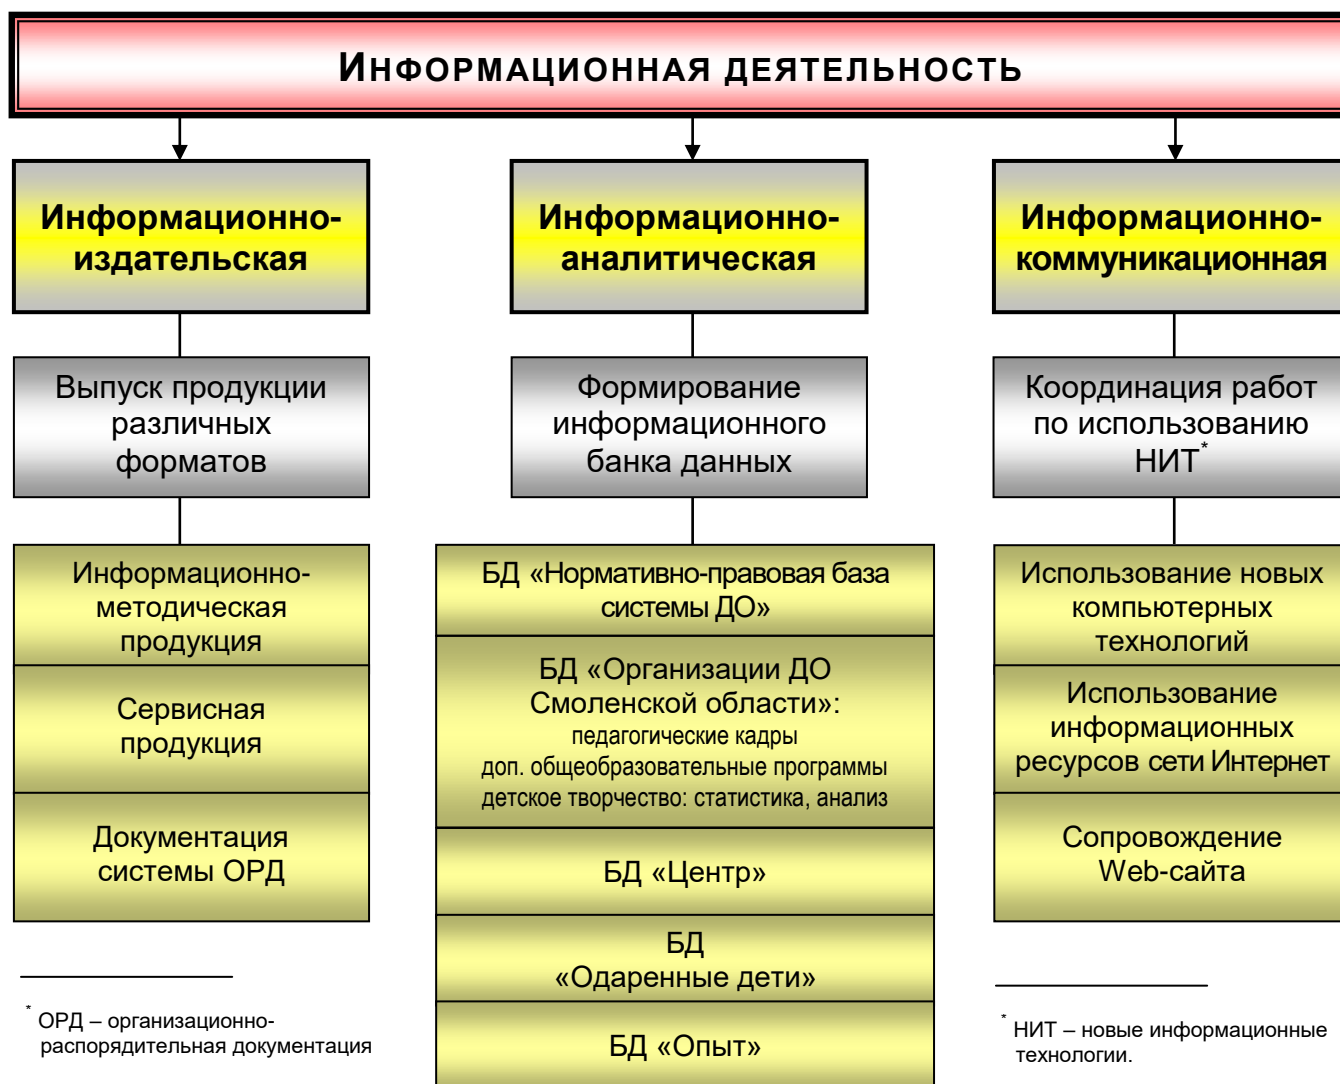 ИНФОРМАЦИОННАЯ ДЕЯТЕЛЬНОСТЬ
Информационно-
издательская
Выпуск продукции
различных
форматов
Информационно-
методическая
продукция
Сервисная
продукция
Документация
системы ОРД
* ОРД – организационно-
распорядительная документация
Информационно-
аналитическая
Формирование
информационного
банка данных
БД «Нормативно-правовая база
системы ДО»
БД «Организации ДО
Смоленской области»:
педагогические кадры
доп. общеобразовательные программы
детское творчество: статистика, анализ
БД «Центр»
БД
«Одаренные дети»
БД «Опыт»
Информационно-
коммуникационная
Координация работ
по использованию
НИТ*
Использование новых
компьютерных
технологий
Использование
информационных
ресурсов сети Интернет
Сопровождение
Web-сайта
* НИТ – новые информационные
технологии.